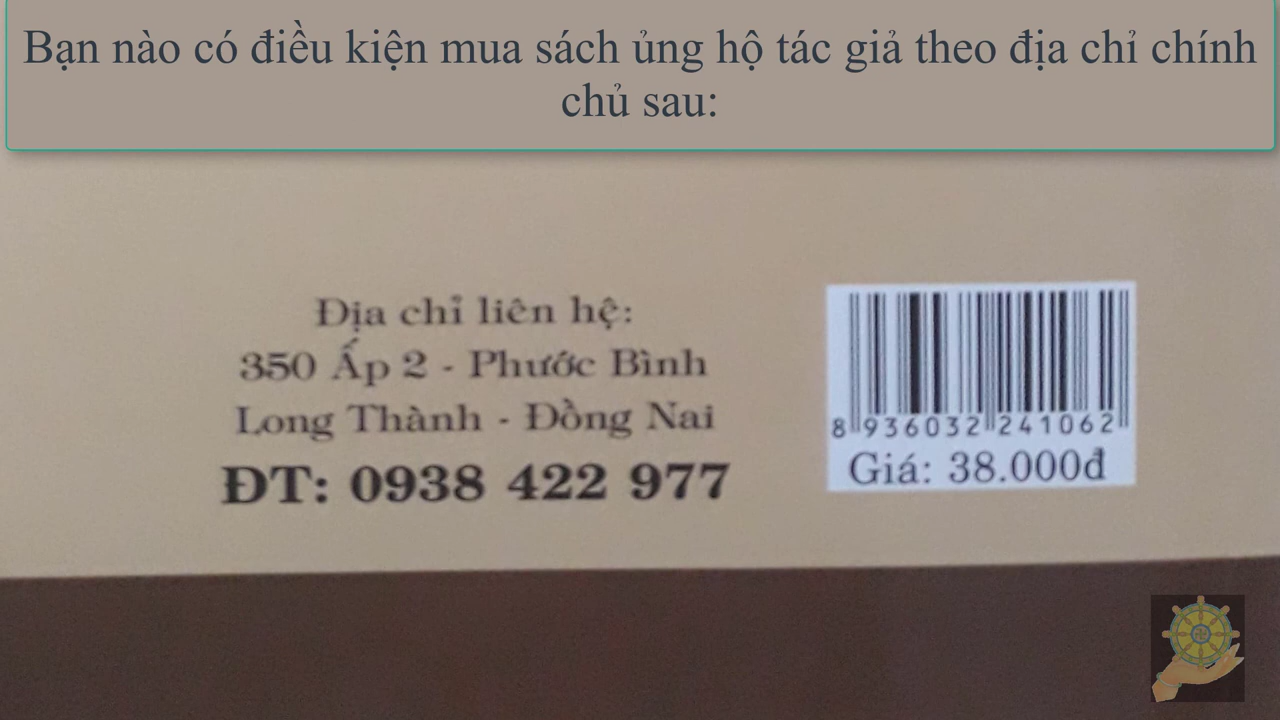 Bạn nào có điều kiện mua sách ủng hộ tác giả theo địa chỉ chính
chủ sau:
Địa chỉ liên hệ:
350 Ấp 2 - Phước Bình
Long Thành - Đồng Nai
ĐT: 0938 422 977
8 936032 241062
Giá: 38.000đ